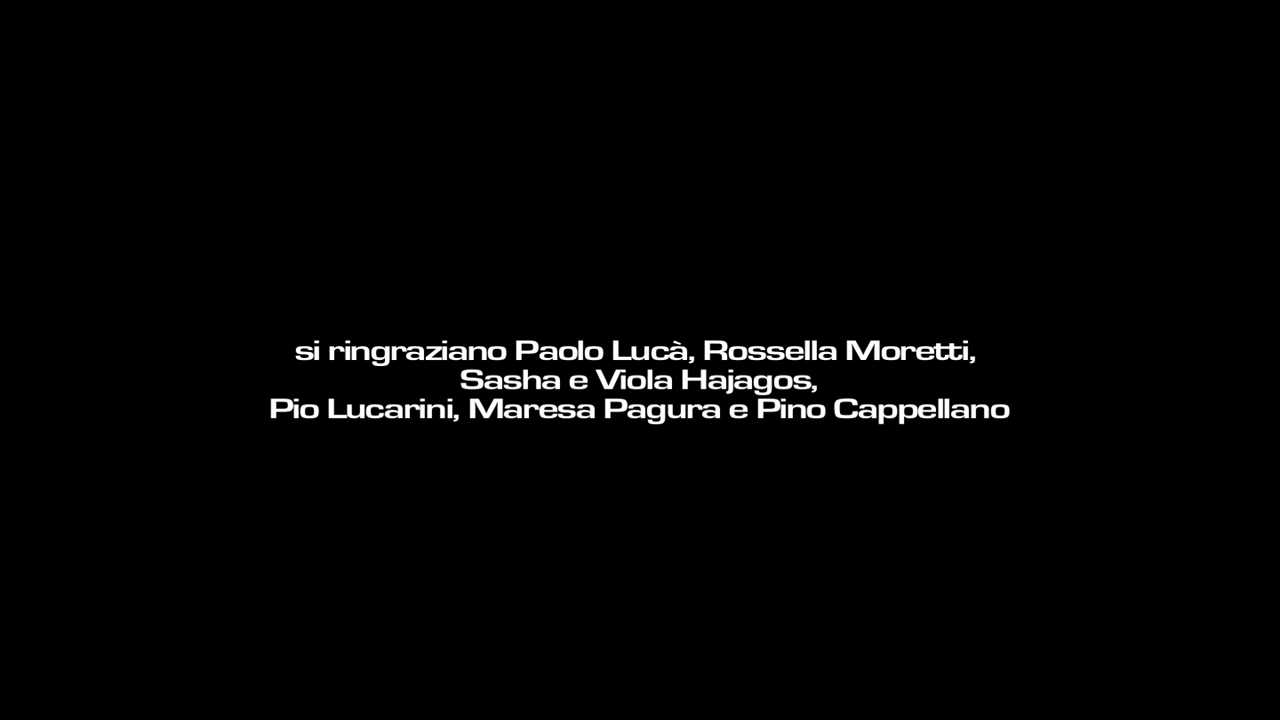 si ringraziano Paolo Lucà, Rossella Moretti,
Sasha e Viola Hajagos,
Pio Lucarini, Maresa Pagura e Pino Cappellano